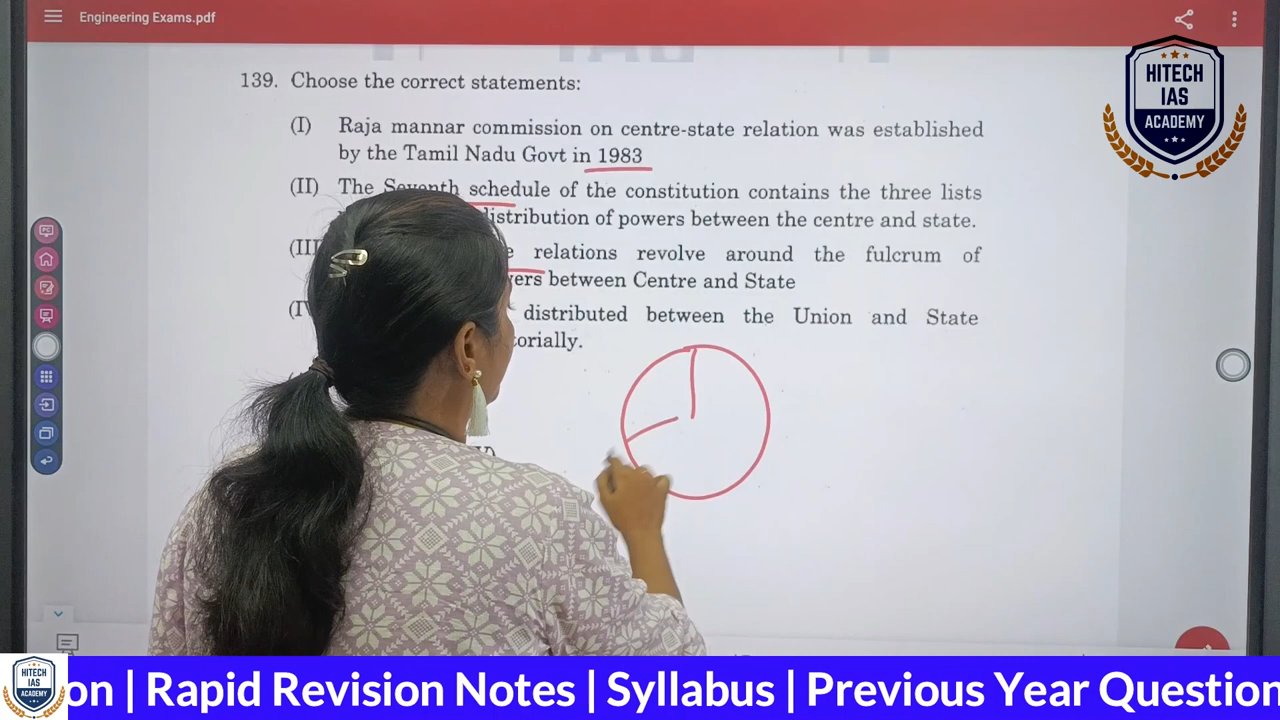 Engineering Exams.pdf
HITECH
IAS
ACADEMY
139. Choose the correct statements:
(I) Raja mannar commission on centre-state relation was established
by the Tamil Nadu Govt in 1983
(II) The Seventh schedule of the constitution contains the three lists
distribution of powers between the centre and state.
relations revolve around the fulcrum of
between Centre and State
distributed between the Union and State
HITECH
IAS
ACADEMY
on | Rapid Revision Notes | Syllabus | Previous Year Question